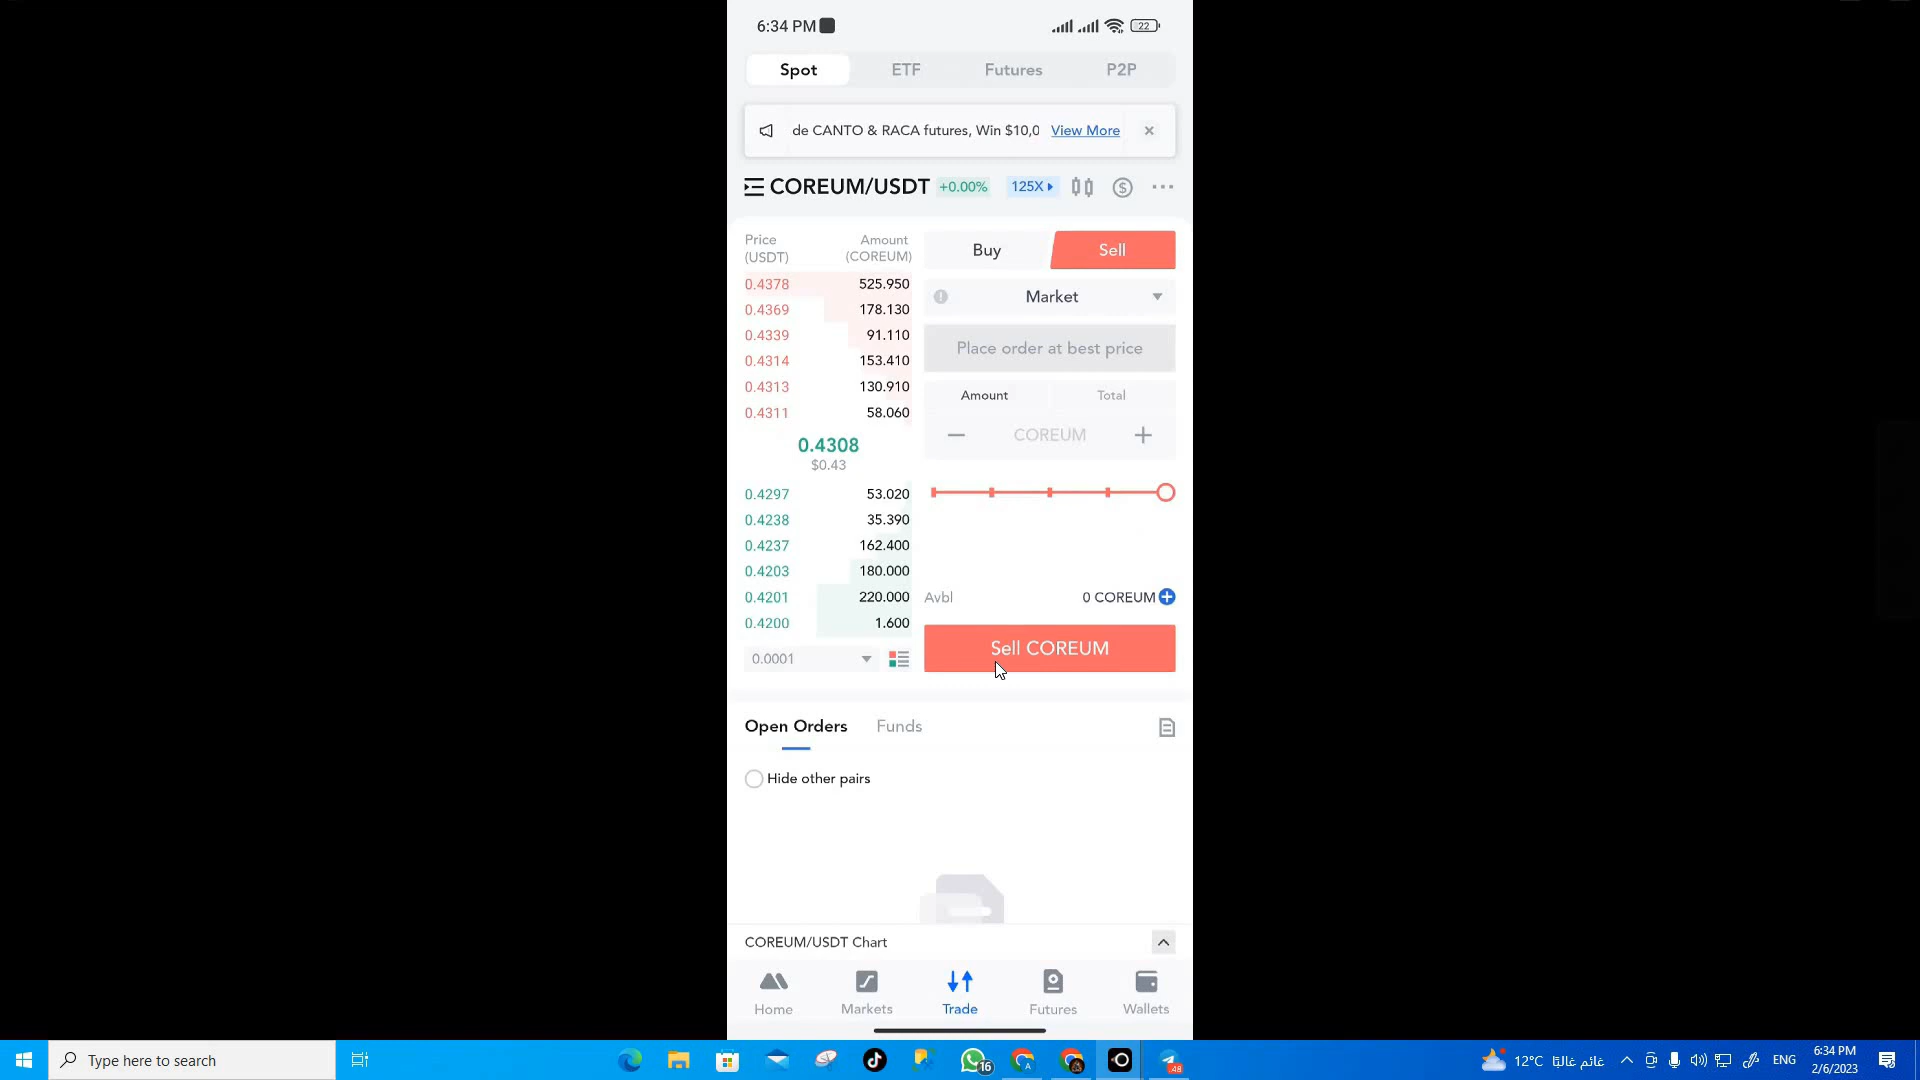 6:34 PM
22
Spot
ETF
Futures
P2P
de CANTO & RACA futures, Win $10,0
View More
COREUM/USDT
+0.00%
125X
Price
(USDT)
Amount
(COREUM)
0.4378 525.950
0.4369 178.130
0.4339 91.110
0.4314 153.410
0.4313 130.910
0.4311 58.060
0.4308
$0.43
0.4297 53.020
0.4238 35.390
0.4237 162.400
0.4203 180.000
0.4201 220.000
0.4200 1.600
0.0001
Buy
Sell
Market
Place order at best price
Amount
Total
COREUM
Avbl
0 COREUM
Sell COREUM
Open Orders
Funds
Hide other pairs
COREUM/USDT Chart
Home
Markets
Trade
Futures
Wallets
Type here to search
16
A
48
12°C
غائم غالبًا
ENG
6:34 PM
2/6/2023